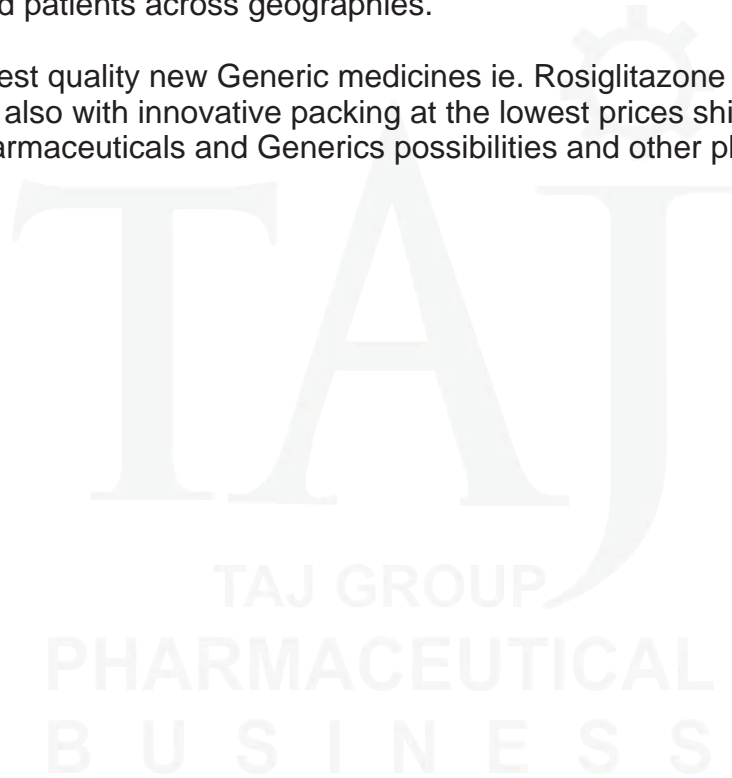 d patients across geographies.
est quality new Generic medicines ie. Rosiglitazone
also with innovative packing at the lowest prices shi
armaceuticals and Generics possibilities and other pl
TAJ
TAJ GROUP
PHARMACEUTICAL
BUSINESS